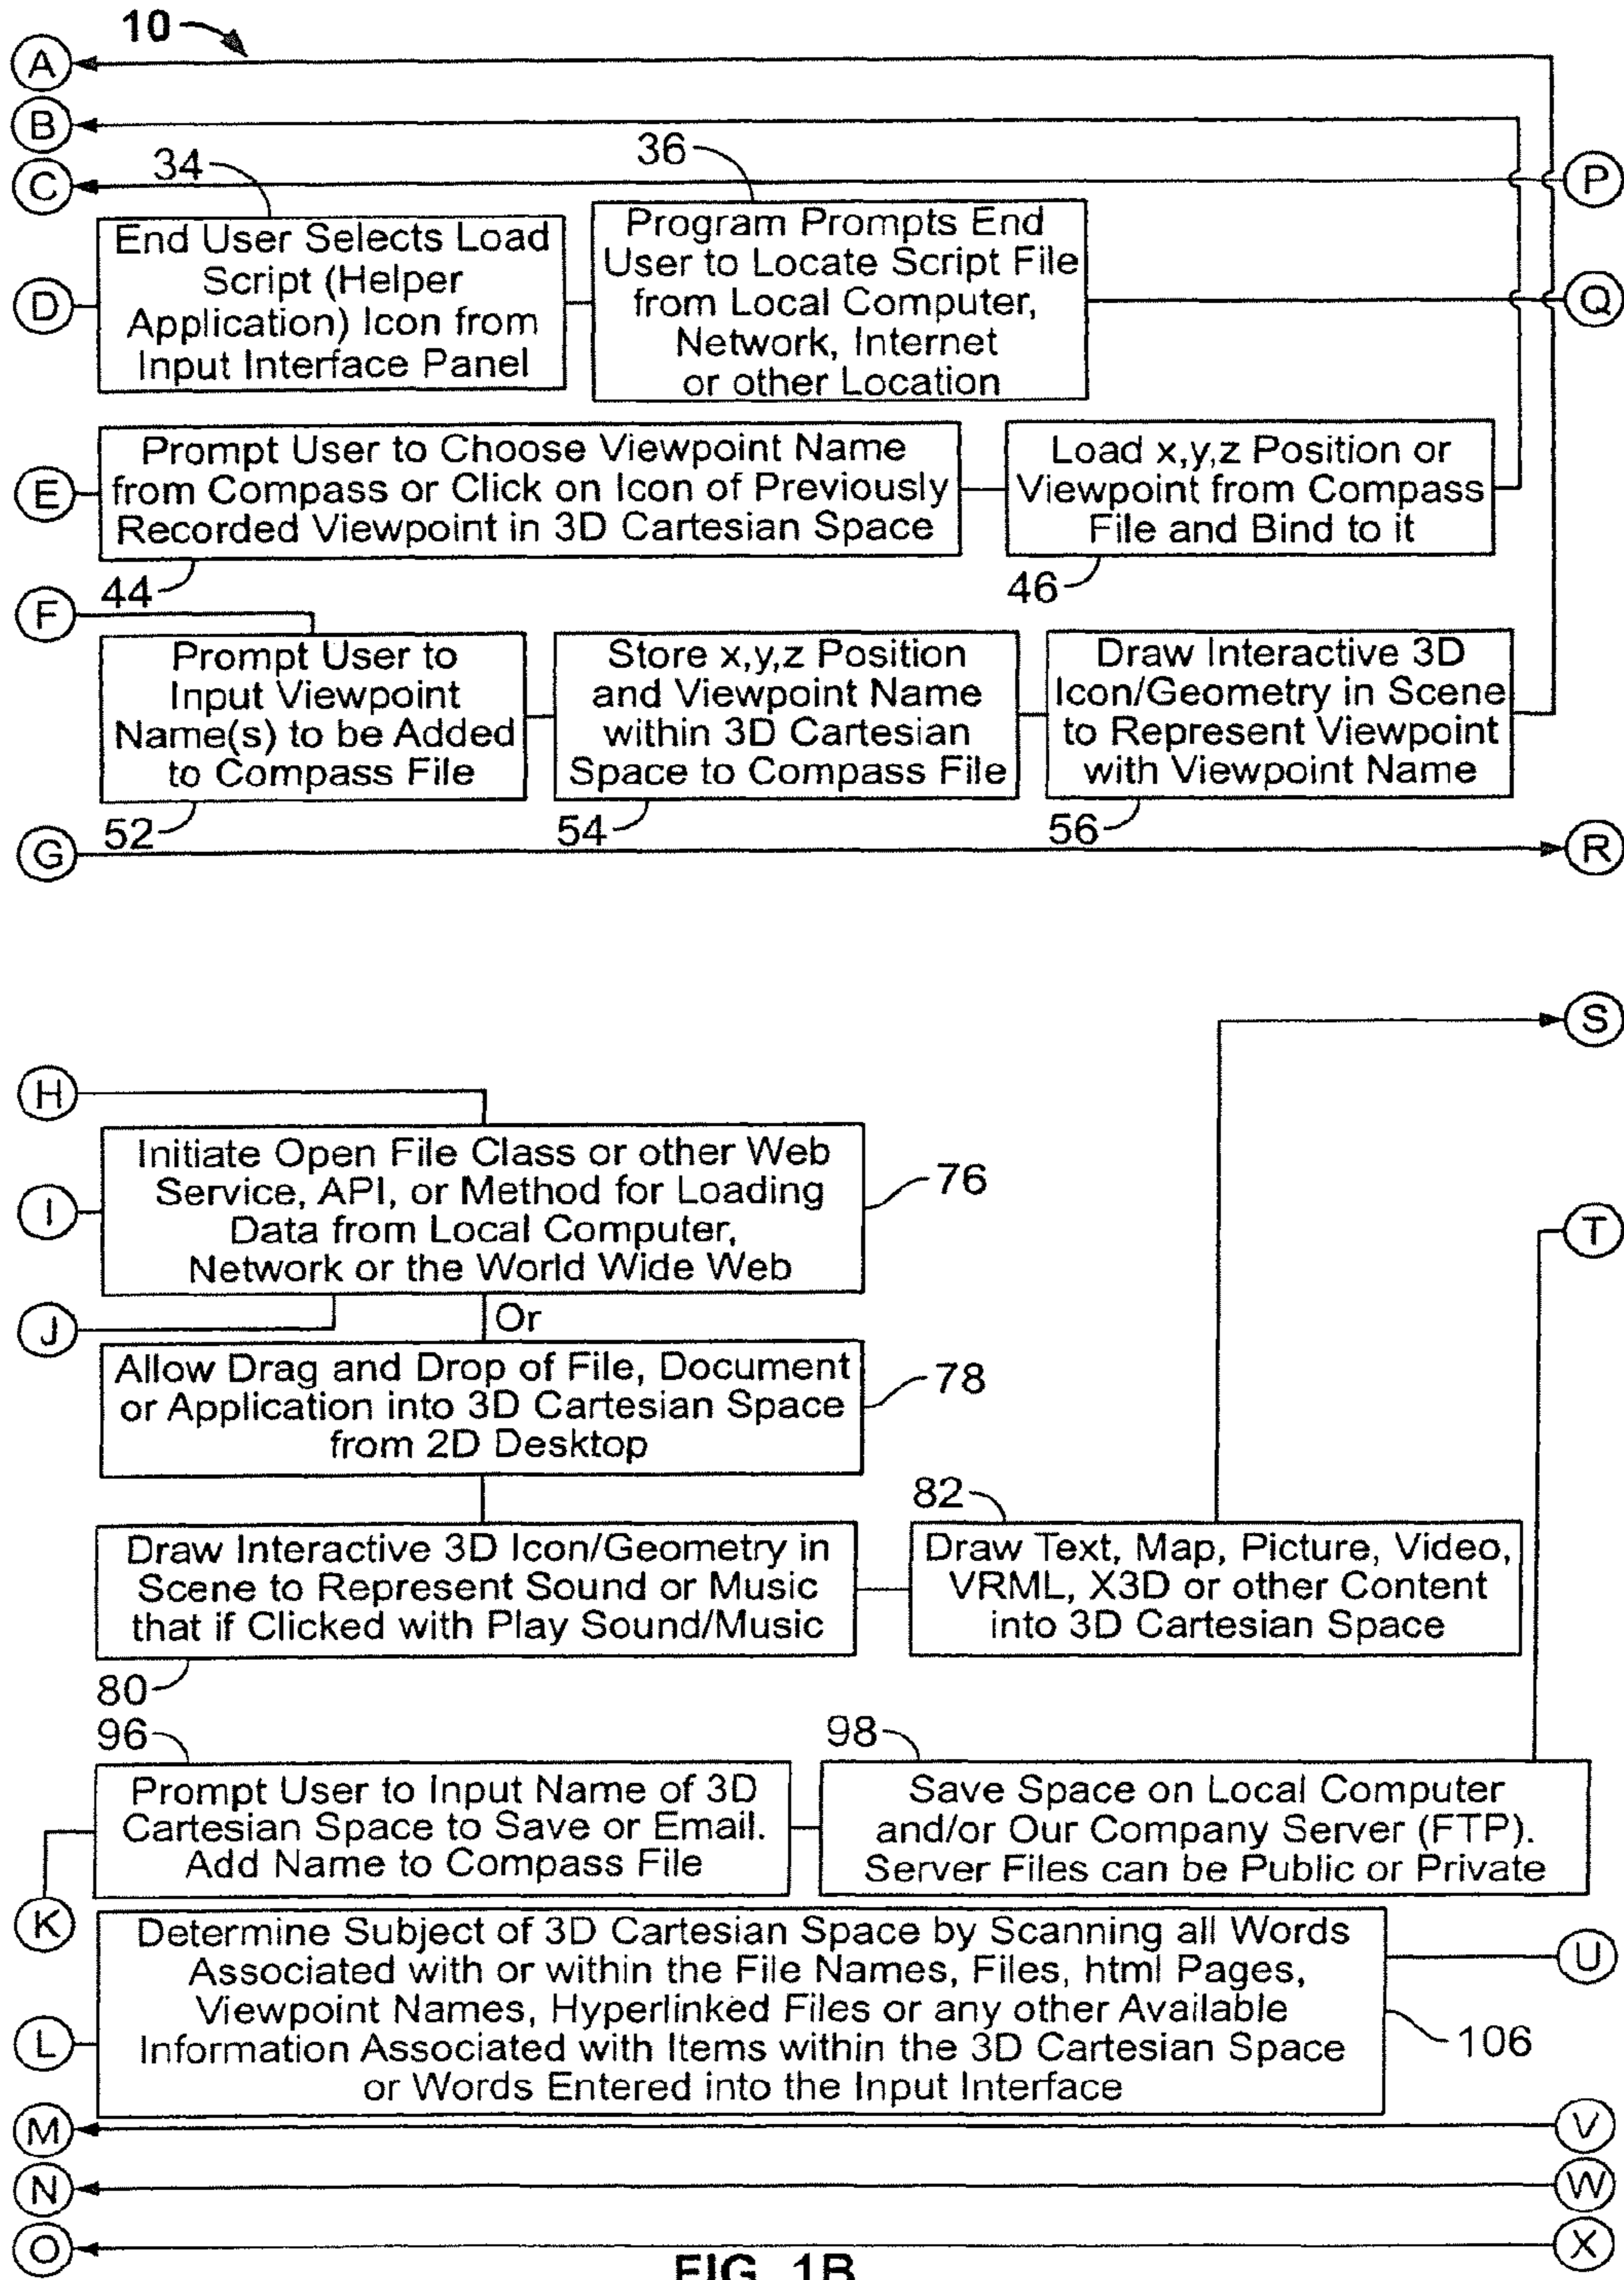 10
A
B
C
P
34
36
End User Selects Load
Script (Helper
Application) Icon from
Input Interface Panel
Program Prompts End
User to Locate Script File
from Local Computer,
Network, Internet
or other Location
D
Q
E
Prompt User to Choose Viewpoint Name
from Compass or Click on Icon of Previously
Recorded Viewpoint in 3D Cartesian Space
Load x,y,z Position or
Viewpoint from Compass
File and Bind to it
44
46
F
Prompt User to
Input Viewpoint
Name(s) to be Added
to Compass File
Store x,y,z Position
and Viewpoint Name
within 3D Cartesian
Space to Compass File
Draw Interactive 3D
Icon/Geometry in Scene
to Represent Viewpoint
with Viewpoint Name
52
54
56
G
R
S
H
Initiate Open File Class or other Web
Service, API, or Method for Loading
Data from Local Computer,
Network or the World Wide Web
76
I
T
J
Or
Allow Drag and Drop of File, Document
or Application into 3D Cartesian Space
from 2D Desktop
78
82
Draw Interactive 3D Icon/Geometry in
Scene to Represent Sound or Music
that if Clicked with Play Sound/Music
Draw Text, Map, Picture, Video,
VRML, X3D or other Content
into 3D Cartesian Space
80
96
98
Prompt User to Input Name of 3D
Cartesian Space to Save or Email.
Add Name to Compass File
Save Space on Local Computer
and/or Our Company Server (FTP).
Server Files can be Public or Private
K
Determine Subject of 3D Cartesian Space by Scanning all Words
Associated with or within the File Names, Files, html Pages,
Viewpoint Names, Hyperlinked Files or any other Available
Information Associated with Items within the 3D Cartesian Space
or Words Entered into the Input Interface
U
L
106
M
V
N
W
O
X
FIG. 1B